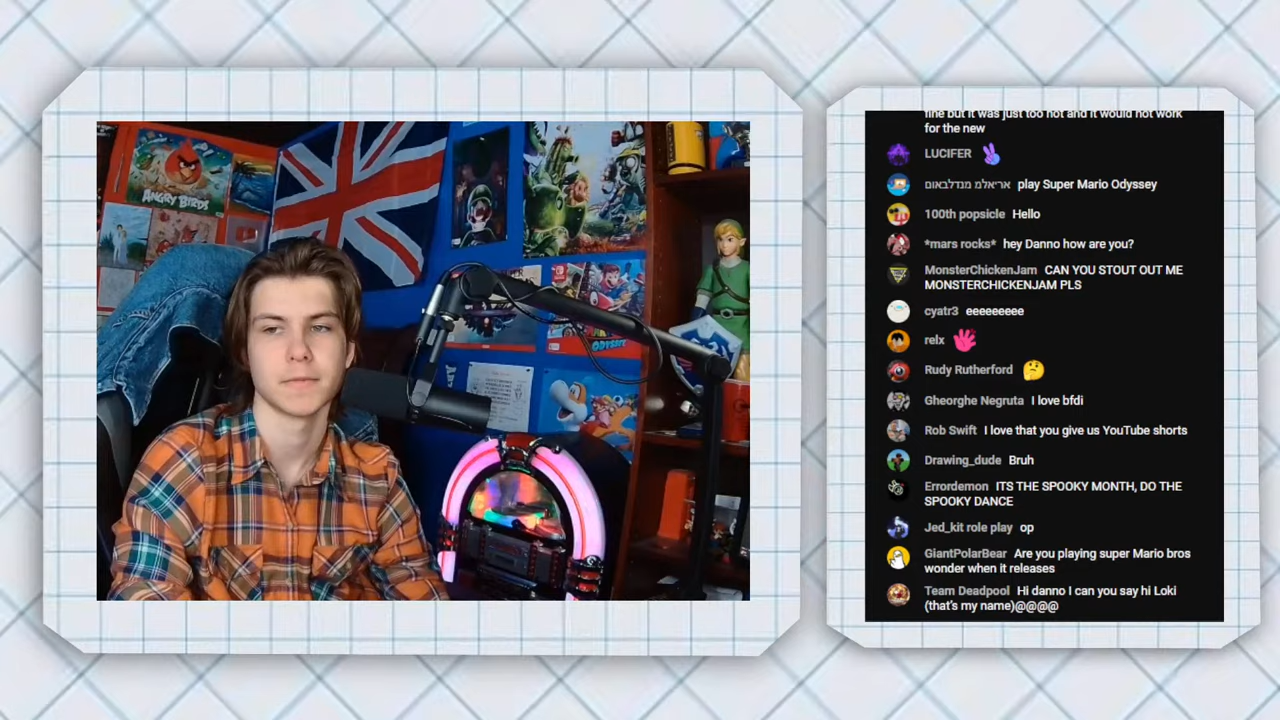 ANGRY BIRDS
ODYSSEY
fine but it was just too hot and it would not work
for the new
LUCIFER
אריאלמ מנדלבאום play Super Mario Odyssey
100th popsicle Hello
*mars rocks* hey Danno how are you?
MonsterChickenJam CAN YOU STOUT OUT ME
MONSTERCHICKENJAM PLS
cyatr3 eeeeeeeee
relx
Rudy Rutherford
Gheorghe Negruta I love bfdi
Rob Swift I love that you give us YouTube shorts
Drawing_dude Bruh
Errordemon ITS THE SPOOKY MONTH, DO THE
SPOOKY DANCE
Jed_kit role play op
GiantPolarBear Are you playing super Mario bros
wonder when it releases
Team Deadpool Hi danno I can you say hi Loki
(that's my name)@@@@